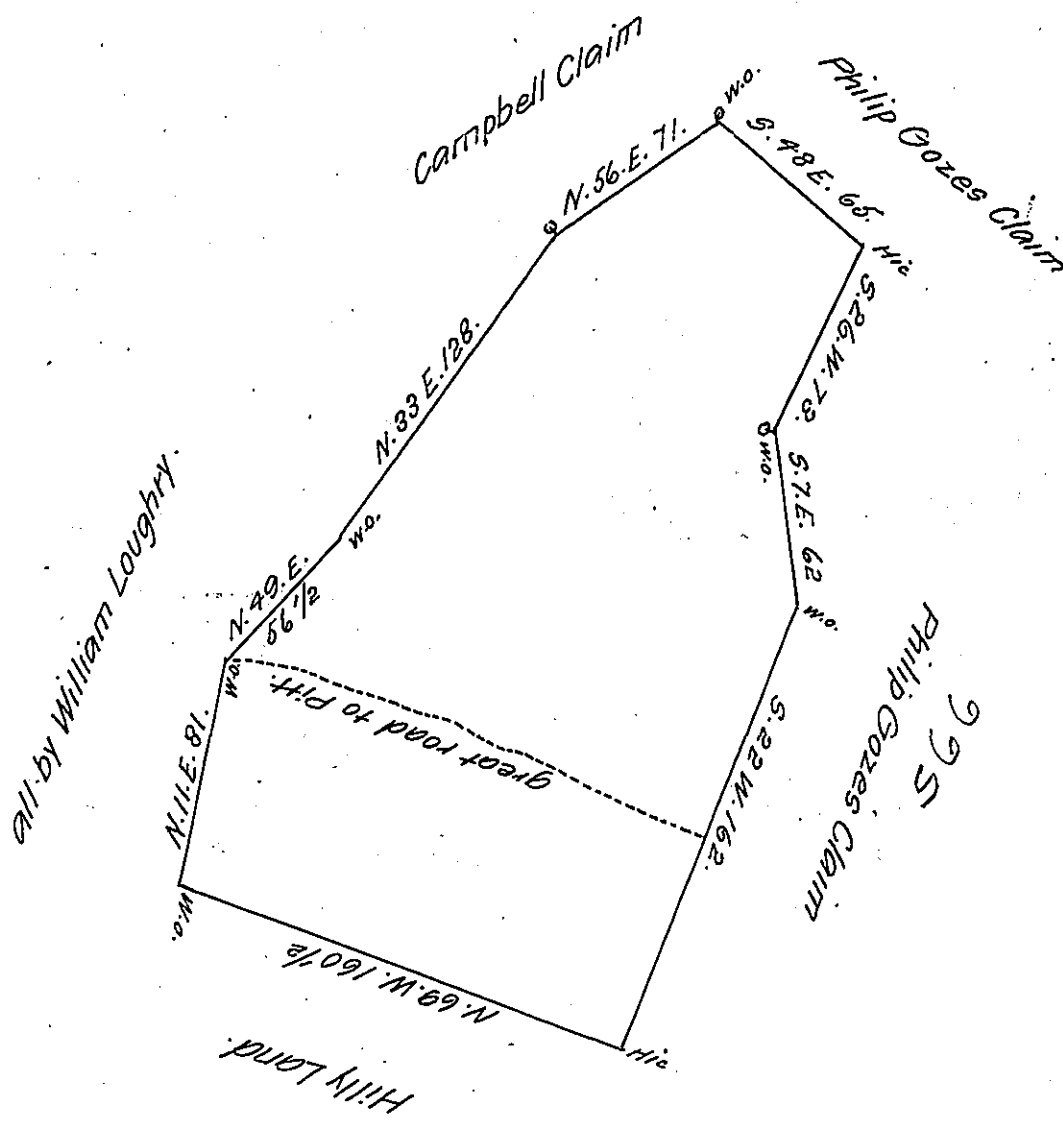 Campbell Claim
Philip Gozes Claim
W.O.
N. 56. E. 71.
S. 48 E. 65.
Hic
S. 26. W. 73.
N. 33 E. 128.
W.O.
S. 7. E. 62
W.O.
W.O.
N. 49. E.
56 1/2
W.O.
all by William Loughry.
great road to Pitt.
S. 22 W. 162.
Philip Gozes Claim
N. 11. E. 81.
W.O.
N. 69. W. 160 1/2
Hic
Hilly Land.